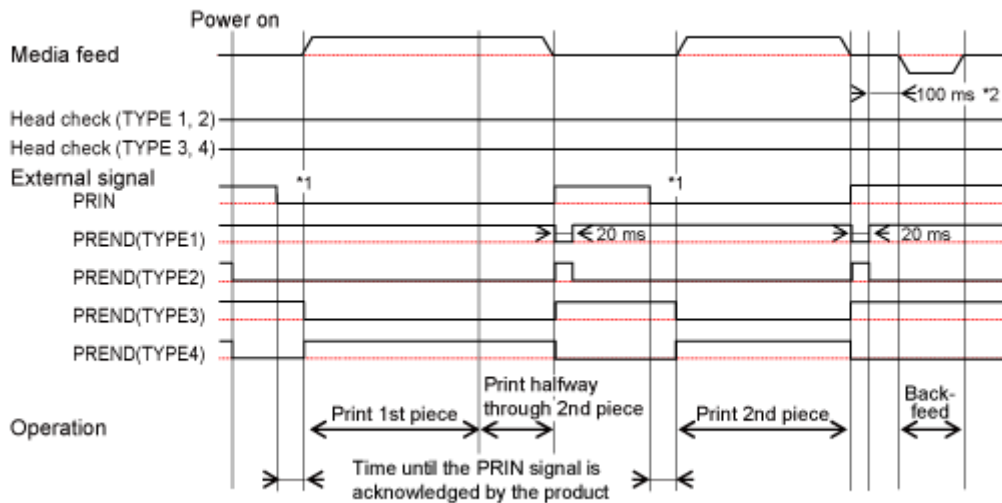 Power on
Media feed
100 ms *2
Head check (TYPE 1, 2)
Head check (TYPE 3, 4)
External signal
PRIN
*1
*1
PREND(TYPE1)
20 ms
20 ms
PREND(TYPE2)
PREND(TYPE3)
PREND(TYPE4)
Operation
Print 1st piece
Print halfway
through 2nd piece
Print 2nd piece
Back-
feed
Time until the PRIN signal is
acknowledged by the product